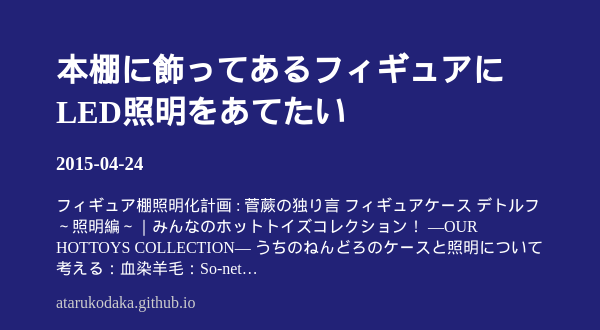 本棚に飾ってあるフィギュアに
LED照明をあてたい
2015-04-24
フィギュア棚照明化計画 : 菅蕨の独り言 フィギュアケース デトルフ
～照明編～｜みんなのホットトイズコレクション！ —OUR
HOTTOYS COLLECTION— うちのねんどろのケースと照明について
考える：血染羊毛：So-net…
atarukodaka.github.io